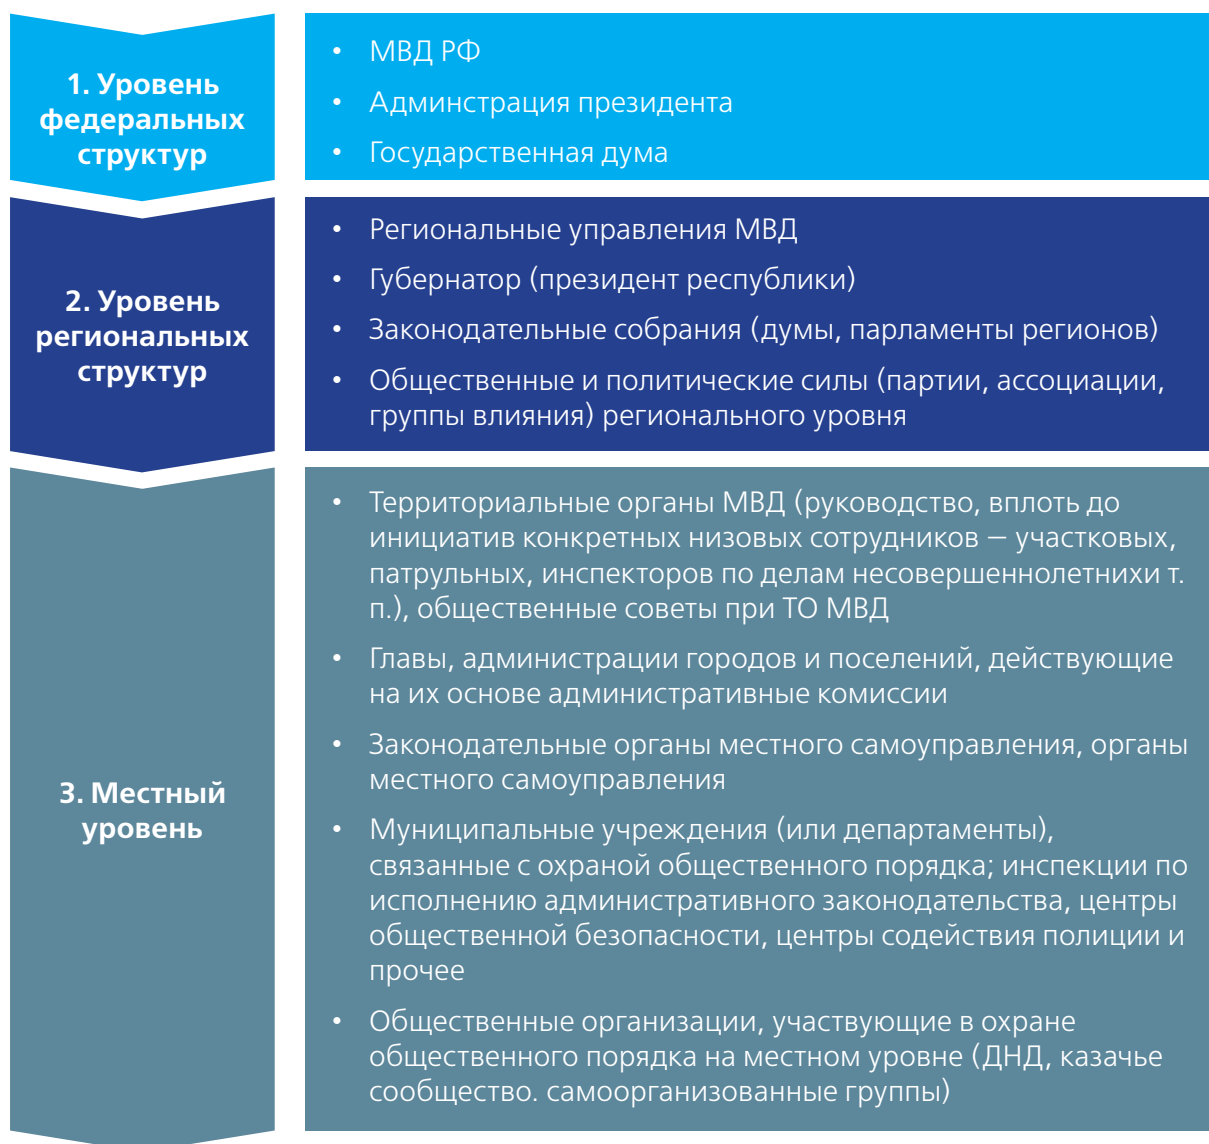 1. Уровень
федеральных
структур
• МВД РФ
• Админстрация президента
• Государственная дума
2. Уровень
региональных
структур
• Региональные управления МВД
• Губернатор (президент республики)
• Законодательные собрания (думы, парламенты регионов)
• Общественные и политические силы (партии, ассоциации,
группы влияния) регионального уровня
3. Местный
уровень
• Территориальные органы МВД (руководство, вплоть до
инициатив конкретных низовых сотрудников — участковых,
патрульных, инспекторов по делам несовершеннолетнихи т.
п.), общественные советы при ТО МВД
• Главы, администрации городов и поселений, действующие
на их основе административные комиссии
• Законодательные органы местного самоуправления, органы
местного самоуправления
• Муниципальные учреждения (или департаменты),
связанные с охраной общественного порядка; инспекции по
исполнению административного законодательства, центры
общественной безопасности, центры содействия полиции и
прочее
• Общественные организации, участвующие в охране
общественного порядка на местном уровне (ДНД, казачье
сообщество. самоорганизованные группы)